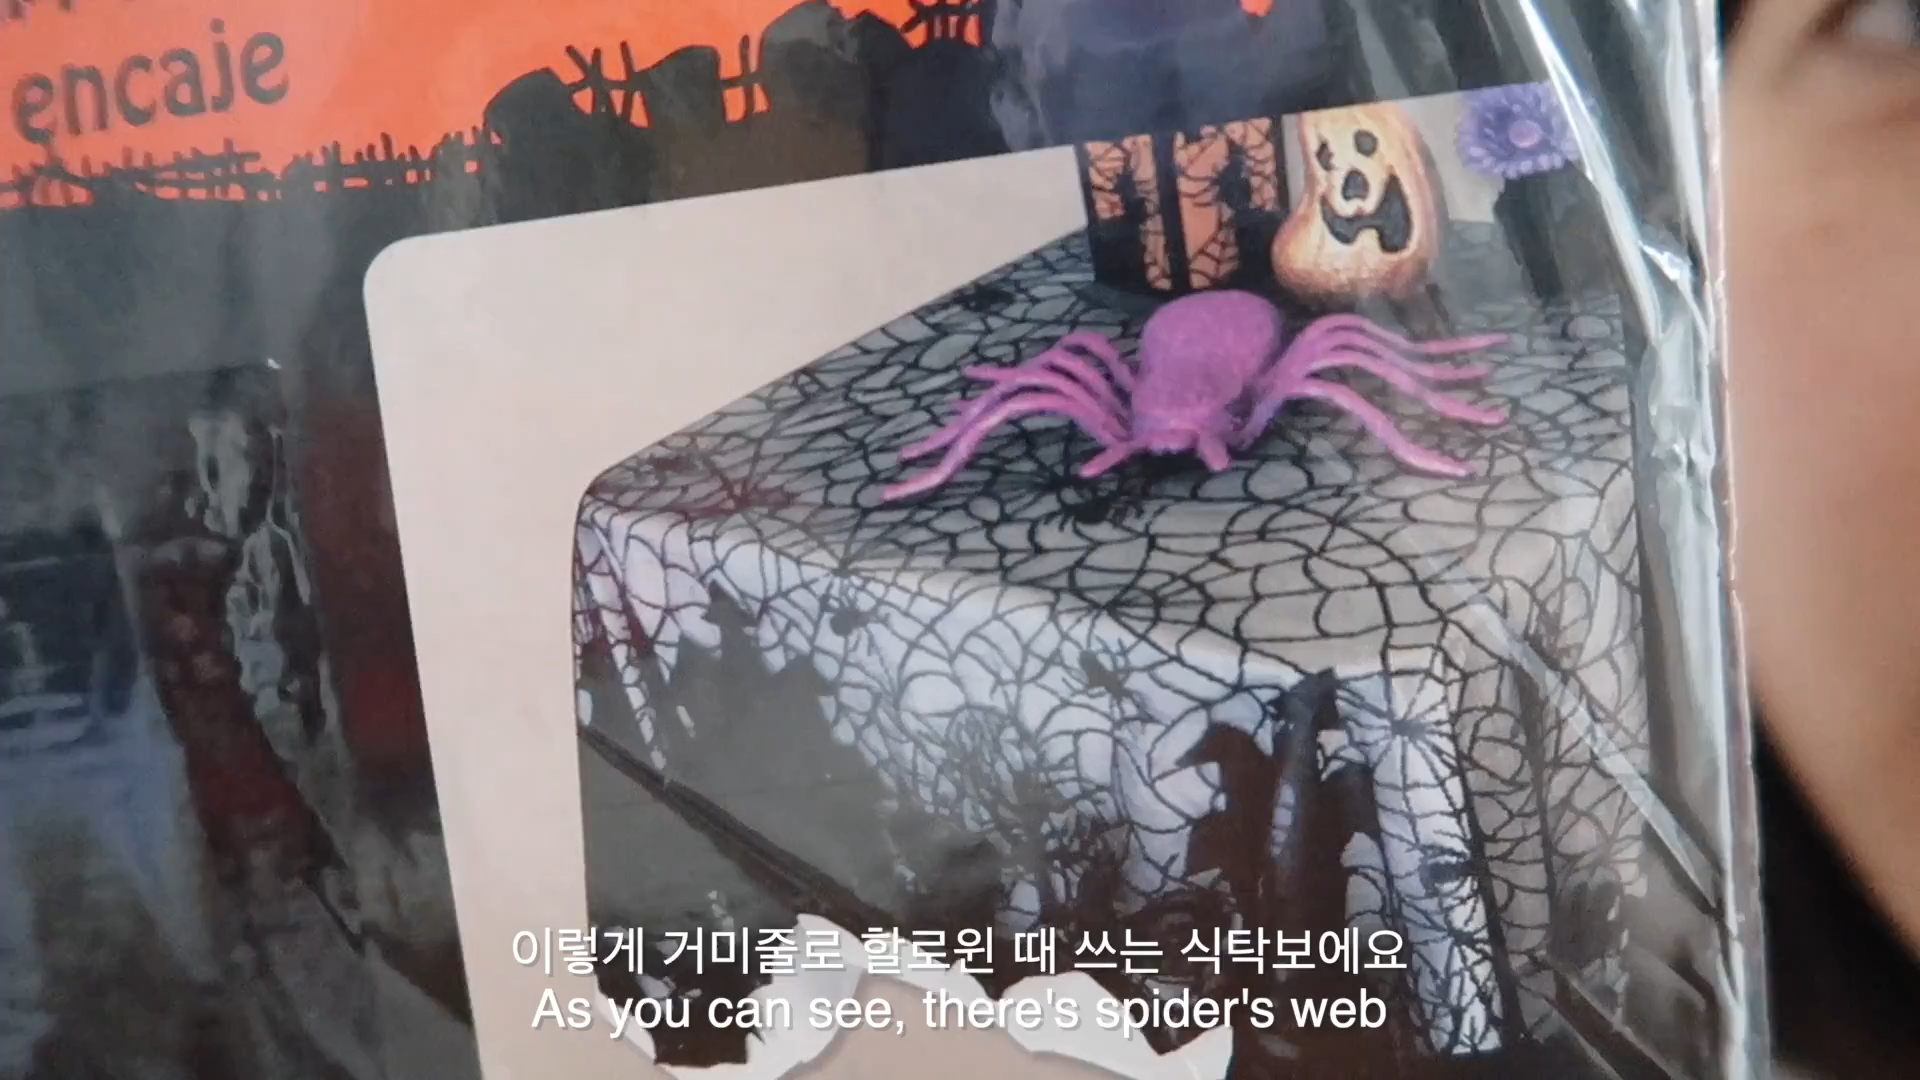 encaje
이렇게 거미줄로 할로윈 때 쓰는 식탁보에요
As you can see, there's spider's web